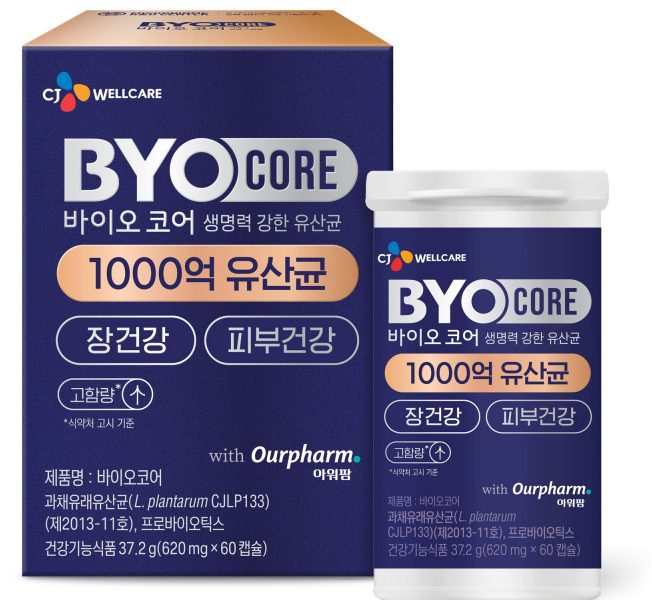 CJ WELLCARE
BYO CORE
바이오 코어 생명력 강한 유산균
1000억 유산균
장건강 피부건강
고함량*
*식약처 고시 기준
with Ourpharm.
아워팜
제품명 : 바이오코어
과채유래유산균(L. plantarum CJLP133)
(제2013-11호), 프로바이오틱스
건강기능식품 37.2 g(620 mg × 60 캡슐)
CJ WELLCARE
BYO CORE
바이오 코어 생명력 강한 유산균
1000억 유산균
장건강 피부건강
고함량*
*식약처 고시 기준
with Ourpharm.
아워팜
제품명 : 바이오코어
과채유래유산균(L. plantarum
CJLP133)(제2013-11호), 프로바이오틱스
건강기능식품 37.2 g(620 mg × 60 캡슐)